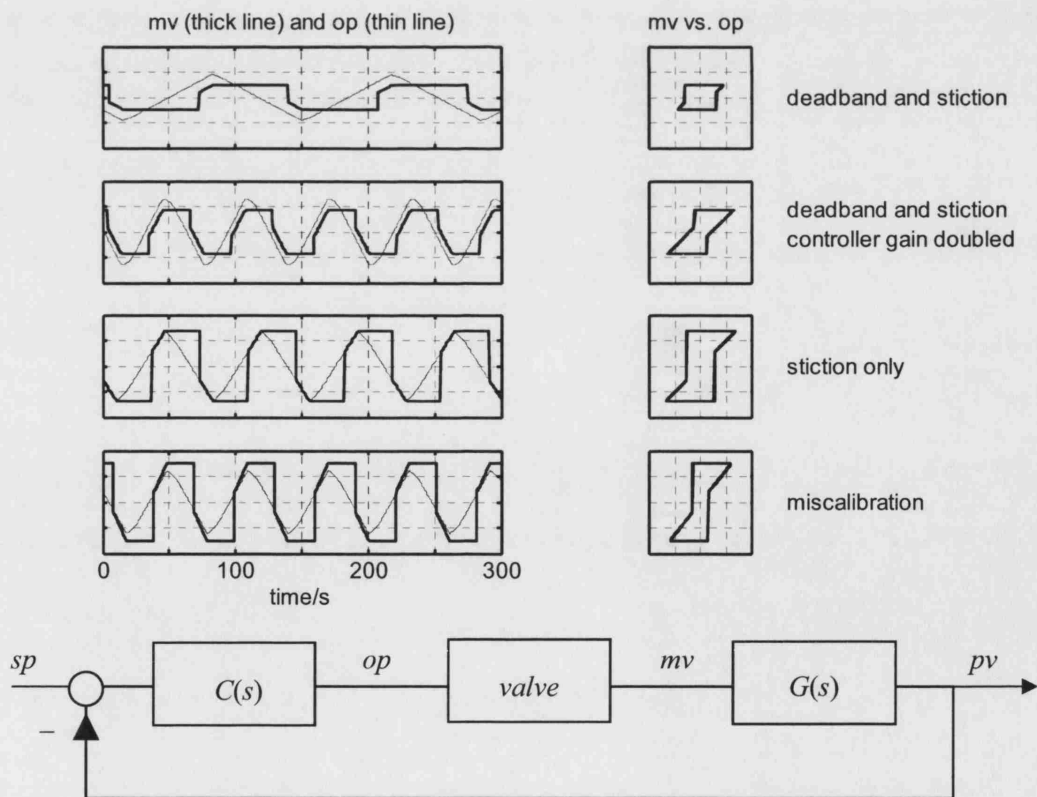 mv (thick line) and op (thin line)
mv vs. op
deadband and stiction
deadband and stiction
controller gain doubled
stiction only
miscalibration
0 100 200 300
time/s
sp
C(s)
op
valve
mv
G(s)
pv
−